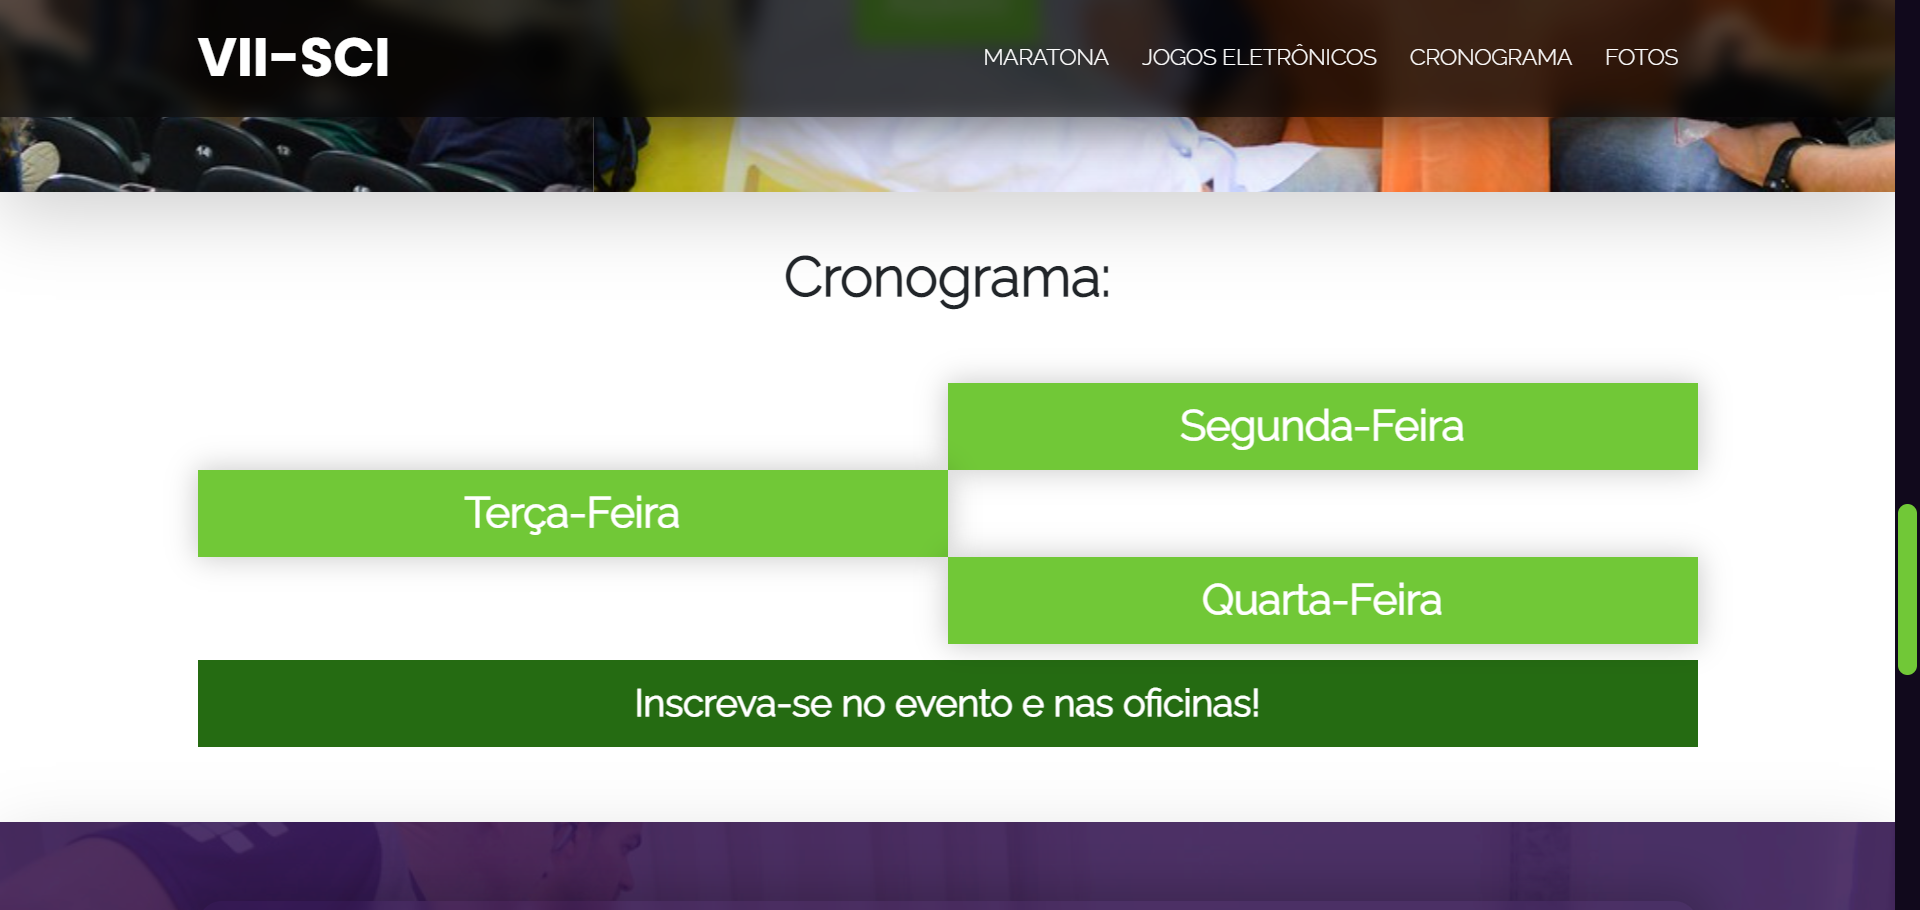 VII-SCI
MARATONA JOGOS ELETRÔNICOS CRONOGRAMA FOTOS
14
Cronograma:
Segunda-Feira
Terça-Feira
Quarta-Feira
Inscreva-se no evento e nas oficinas!